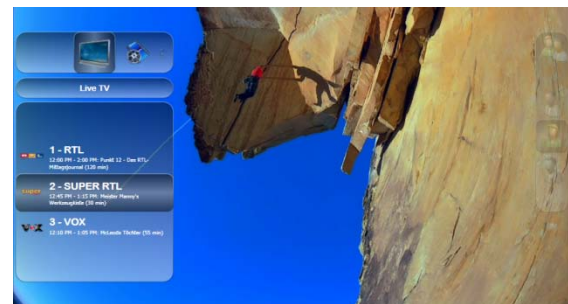 Live TV
1 - RTL
12:00 PM - 2:00 PM: Punkt 12 - Das RTL-
Mittagsjournal (120 min)
2 - SUPER RTL
12:45 PM - 1:15 PM: Meister Manny's
Werkzeugkiste (30 min)
VOX
3 - VOX
12:10 PM - 1:05 PM: McLeods Töchter (55 min)